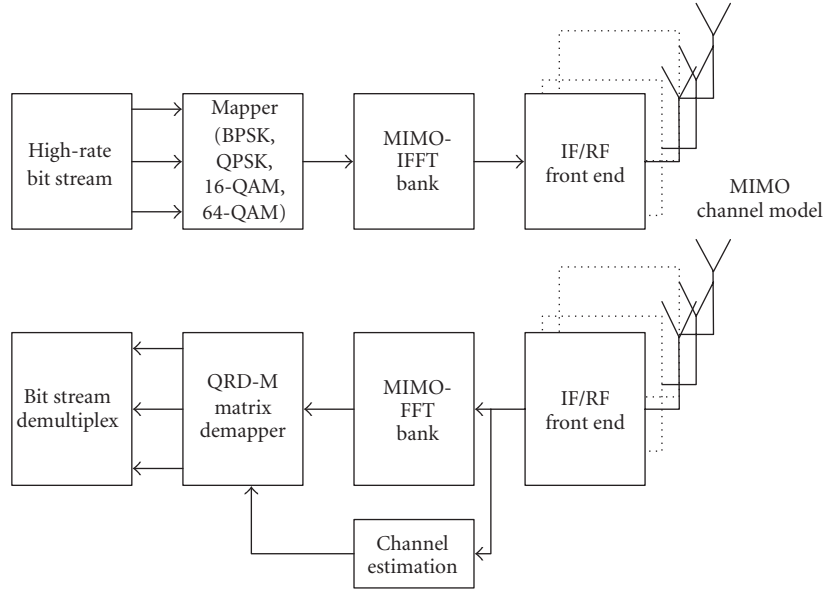 High-rate
bit stream
Mapper
(BPSK,
QPSK,
16-QAM,
64-QAM)
MIMO-
IFFT
bank
IF/RF
front end
MIMO
channel model
Bit stream
demultiplex
QRD-M
matrix
demapper
MIMO-
FFT
bank
IF/RF
front end
Channel
estimation